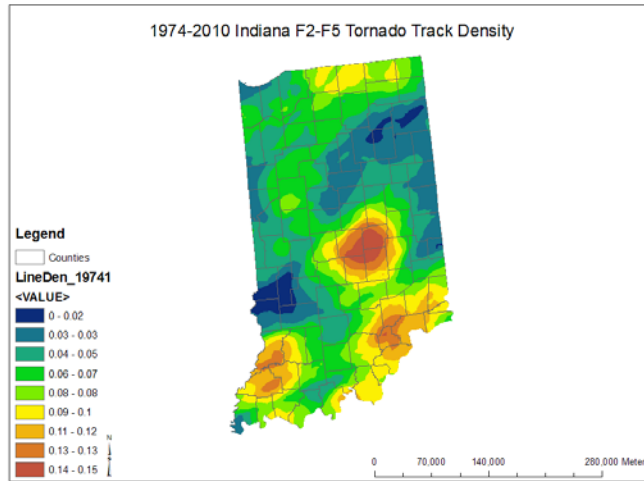 1974-2010 Indiana F2-F5 Tornado Track Density
Legend
Counties
LineDen_19741
<VALUE>
0 - 0.02
0.03 - 0.03
0.04 - 0.05
0.06 - 0.07
0.08 - 0.08
0.09 - 0.1
0.11 - 0.12
0.13 - 0.13
0.14 - 0.15
N
0 70,000 140,000 280,000 Meter